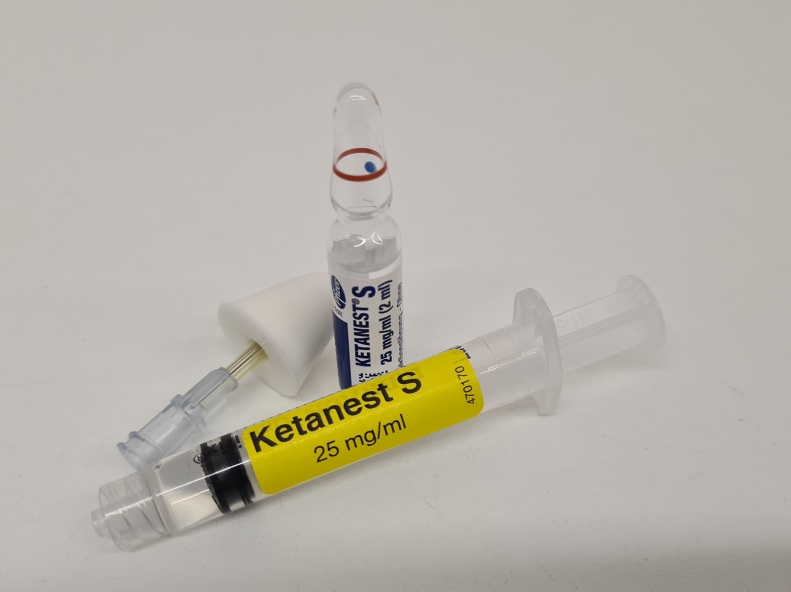 KETANEST® S
25 mg/ml (2 ml)
Ketanest S
25 mg/ml
470170